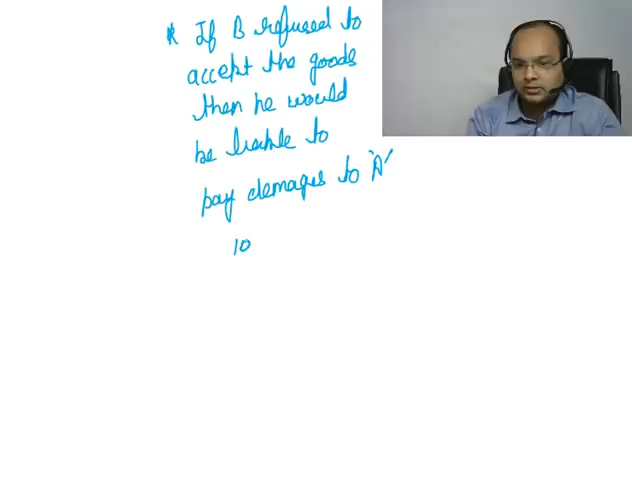 * If B refused to
accept the goods
then he would
be liable to
pay damages to 'A'
10